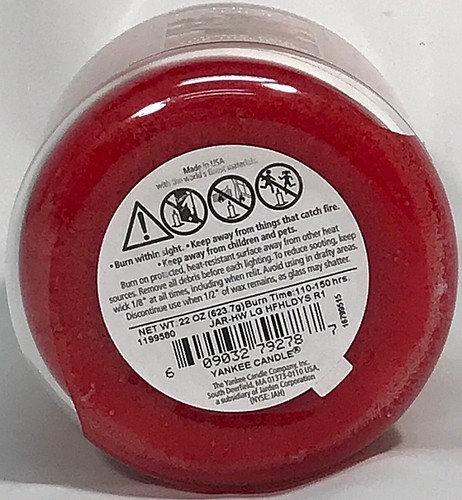 Made in USA
with the world's finest materials.
• Burn within sight. • Keep away from things that catch fire.
• Keep away from children and pets.
Burn on protected, heat-resistant surface away from other heat
sources. Remove all debris before each lighting. To reduce sooting, keep
wick 1/8" at all times, including when relit. Avoid using in drafty areas.
Discontinue use when 1/2" of wax remains, as glass may shatter.
NET WT. 22 OZ (623.7g) Burn Time: 110-150 hrs.
1199580 JAR-HW LG HFHLDYS R1
6 09032 79278 7
YANKEE CANDLE®
The Yankee Candle Company, Inc.
South Deerfield, MA 01373-0110 USA,
a subsidiary of Jarden Corporation
(NYSE: JAH)